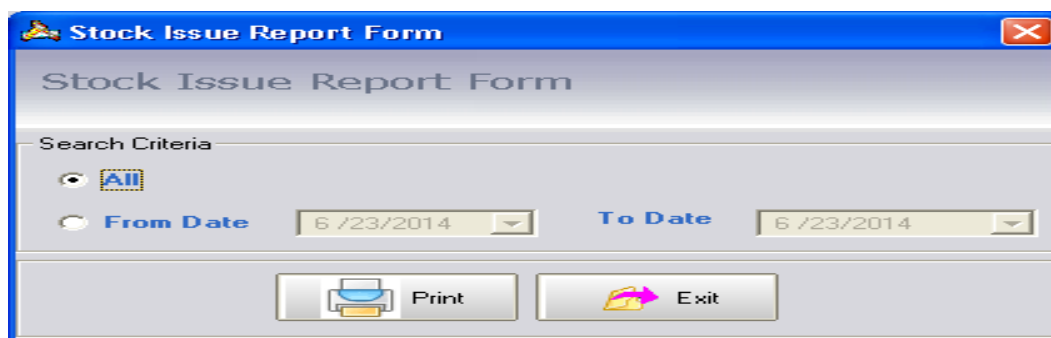 Stock Issue Report Form
Stock Issue Report Form
Search Criteria
All
From Date 6 /23/2014 To Date 6 /23/2014
Print Exit